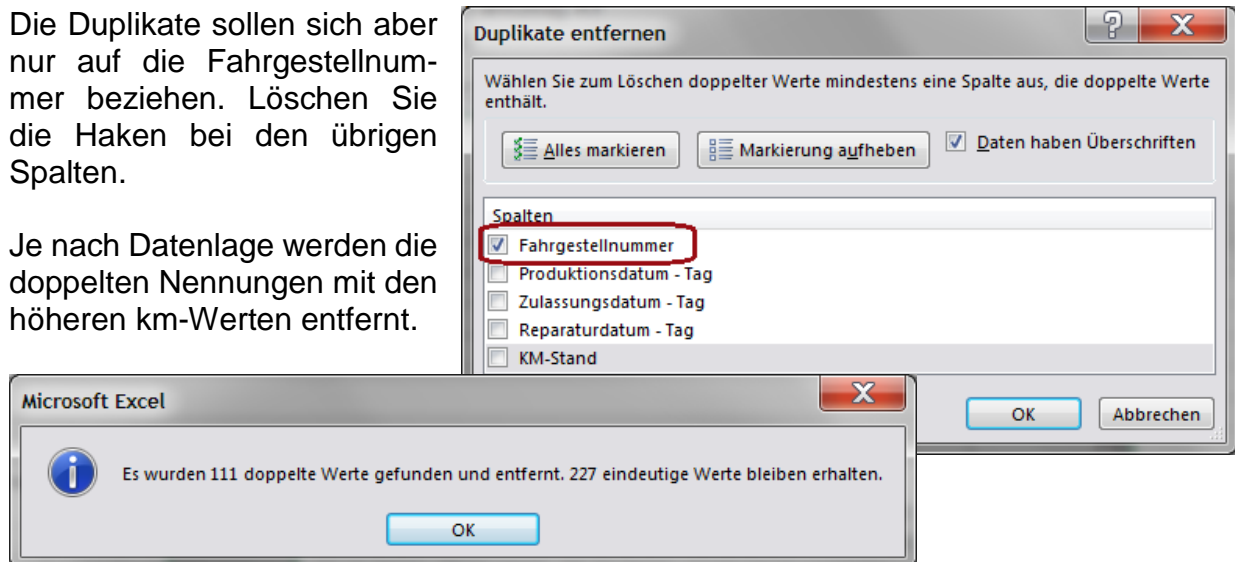 Die Duplikate sollen sich aber
nur auf die Fahrgestellnum-
mer beziehen. Löschen Sie
die Haken bei den übrigen
Spalten.
Je nach Datenlage werden die
doppelten Nennungen mit den
höheren km-Werten entfernt.
Duplikate entfernen
Wählen Sie zum Löschen doppelter Werte mindestens eine Spalte aus, die doppelte Werte
enthält.
Alles markieren Markierung aufheben Daten haben Überschriften
Spalten
Fahrgestellnummer
Produktionsdatum - Tag
Zulassungsdatum - Tag
Reparaturdatum - Tag
KM-Stand
OK Abbrechen
Microsoft Excel
Es wurden 111 doppelte Werte gefunden und entfernt. 227 eindeutige Werte bleiben erhalten.
OK